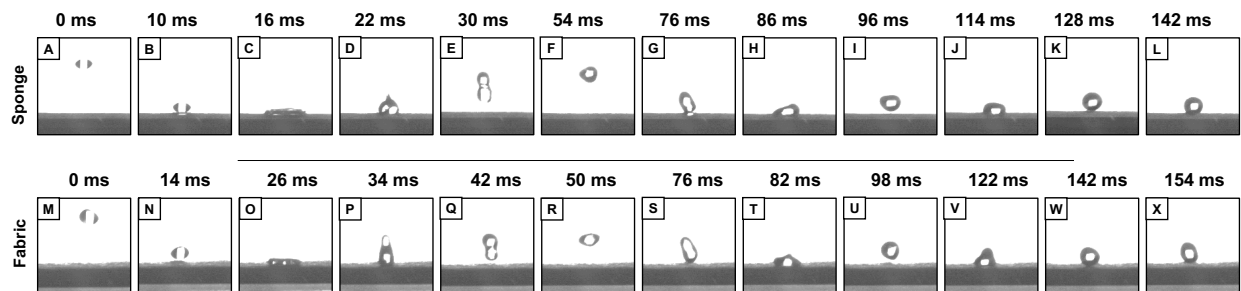 0 ms 10 ms 16 ms 22 ms 30 ms 54 ms 76 ms 86 ms 96 ms 114 ms 128 ms 142 ms
Sponge
A B C D E F G H I J K L
0 ms 14 ms 26 ms 34 ms 42 ms 50 ms 76 ms 82 ms 98 ms 122 ms 142 ms 154 ms
Fabric
M N O P Q R S T U V W X